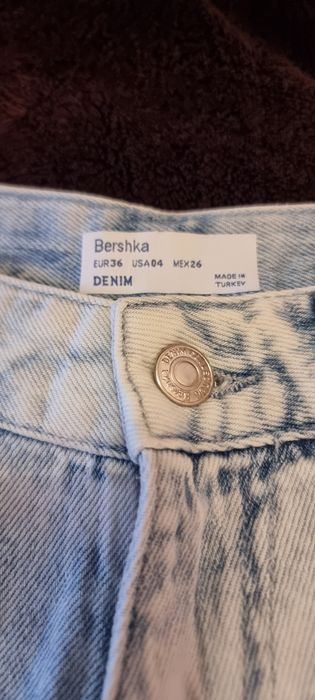 Bershka
EUR36 USA04 MEX26
DENIM
MADE IN
TURKEY